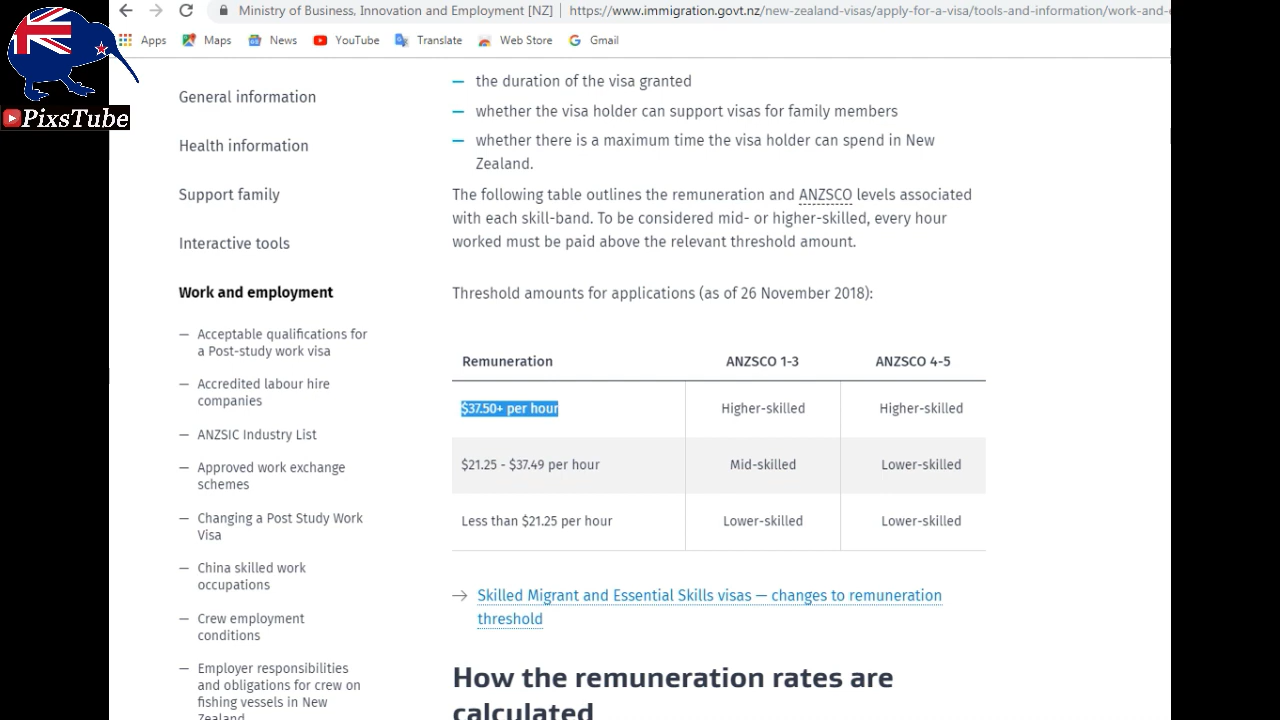 Ministry of Business, Innovation and Employment [NZ] | https://www.immigration.govt.nz/new-zealand-visas/apply-for-a-visa/tools-and-information/work-and-e
Apps Maps News YouTube Translate Web Store Gmail
PixsTube
General information
Health information
Support family
Interactive tools
Work and employment
— Acceptable qualifications for
a Post-study work visa
— Accredited labour hire
companies
— ANZSIC Industry List
— Approved work exchange
schemes
— Changing a Post Study Work
Visa
— China skilled work
occupations
— Crew employment
conditions
— Employer responsibilities
and obligations for crew on
fishing vessels in New
Zealand
— the duration of the visa granted
— whether the visa holder can support visas for family members
— whether there is a maximum time the visa holder can spend in New
Zealand.
The following table outlines the remuneration and ANZSCO levels associated
with each skill-band. To be considered mid- or higher-skilled, every hour
worked must be paid above the relevant threshold amount.
Threshold amounts for applications (as of 26 November 2018):
Remuneration ANZSCO 1-3 ANZSCO 4-5
$37.50+ per hour Higher-skilled Higher-skilled
$21.25 - $37.49 per hour Mid-skilled Lower-skilled
Less than $21.25 per hour Lower-skilled Lower-skilled
→ Skilled Migrant and Essential Skills visas — changes to remuneration
threshold
How the remuneration rates are
calculated